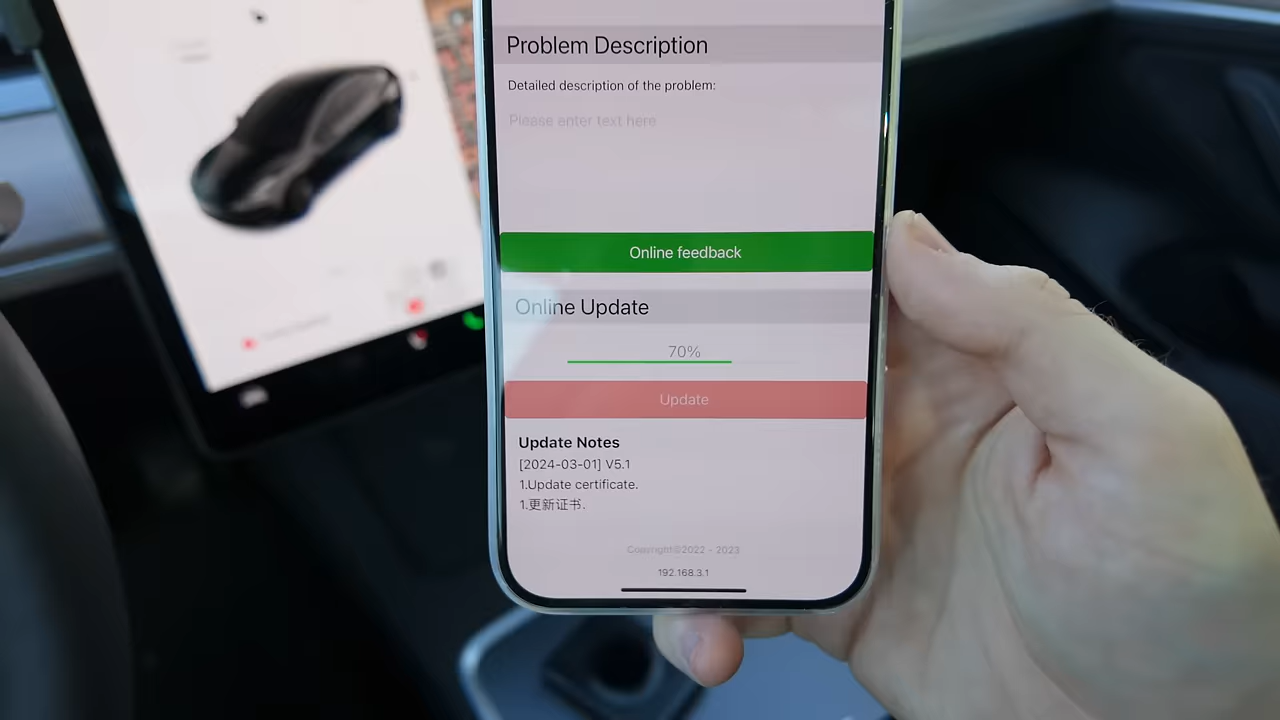 Problem Description
Detailed description of the problem:
Please enter text here
Online feedback
Online Update
70%
Update
Update Notes
[2024-03-01] V5.1
1.Update certificate.
1.更新证书.
Copyright©2022 - 2023
192.168.3.1